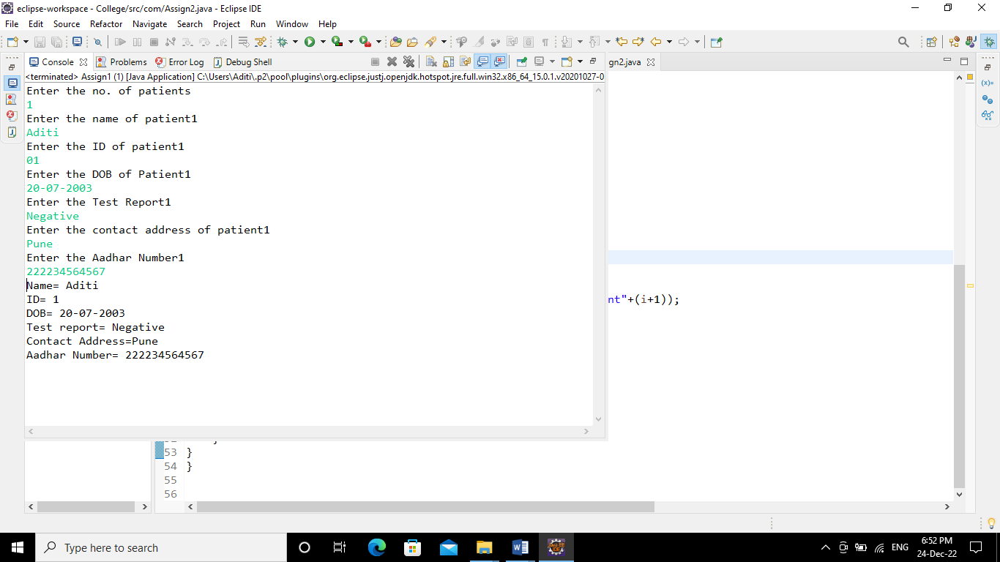 eclipse-workspace - College/src/com/Assign2.java - Eclipse IDE
File Edit Source Refactor Navigate Search Project Run Window Help
Console Problems Error Log Debug Shell
gn2.java
<terminated> Assign1 (1) [Java Application] C:\Users\Aditi\.p2\pool\plugins\org.eclipse.justj.openjdk.hotspot.jre.full.win32.x86_64_15.0.1.v20201027-0
Enter the no. of patients
1
Enter the name of patient1
Aditi
Enter the ID of patient1
01
Enter the DOB of Patient1
20-07-2003
Enter the Test Report1
Negative
Enter the contact address of patient1
Pune
Enter the Aadhar Number1
222234564567
Name= Aditi
ID= 1
DOB= 20-07-2003
Test report= Negative
Contact Address=Pune
Aadhar Number= 222234564567
nt"+(i+1));
53 }
54 }
55
56
Type here to search
ENG
6:52 PM
24-Dec-22